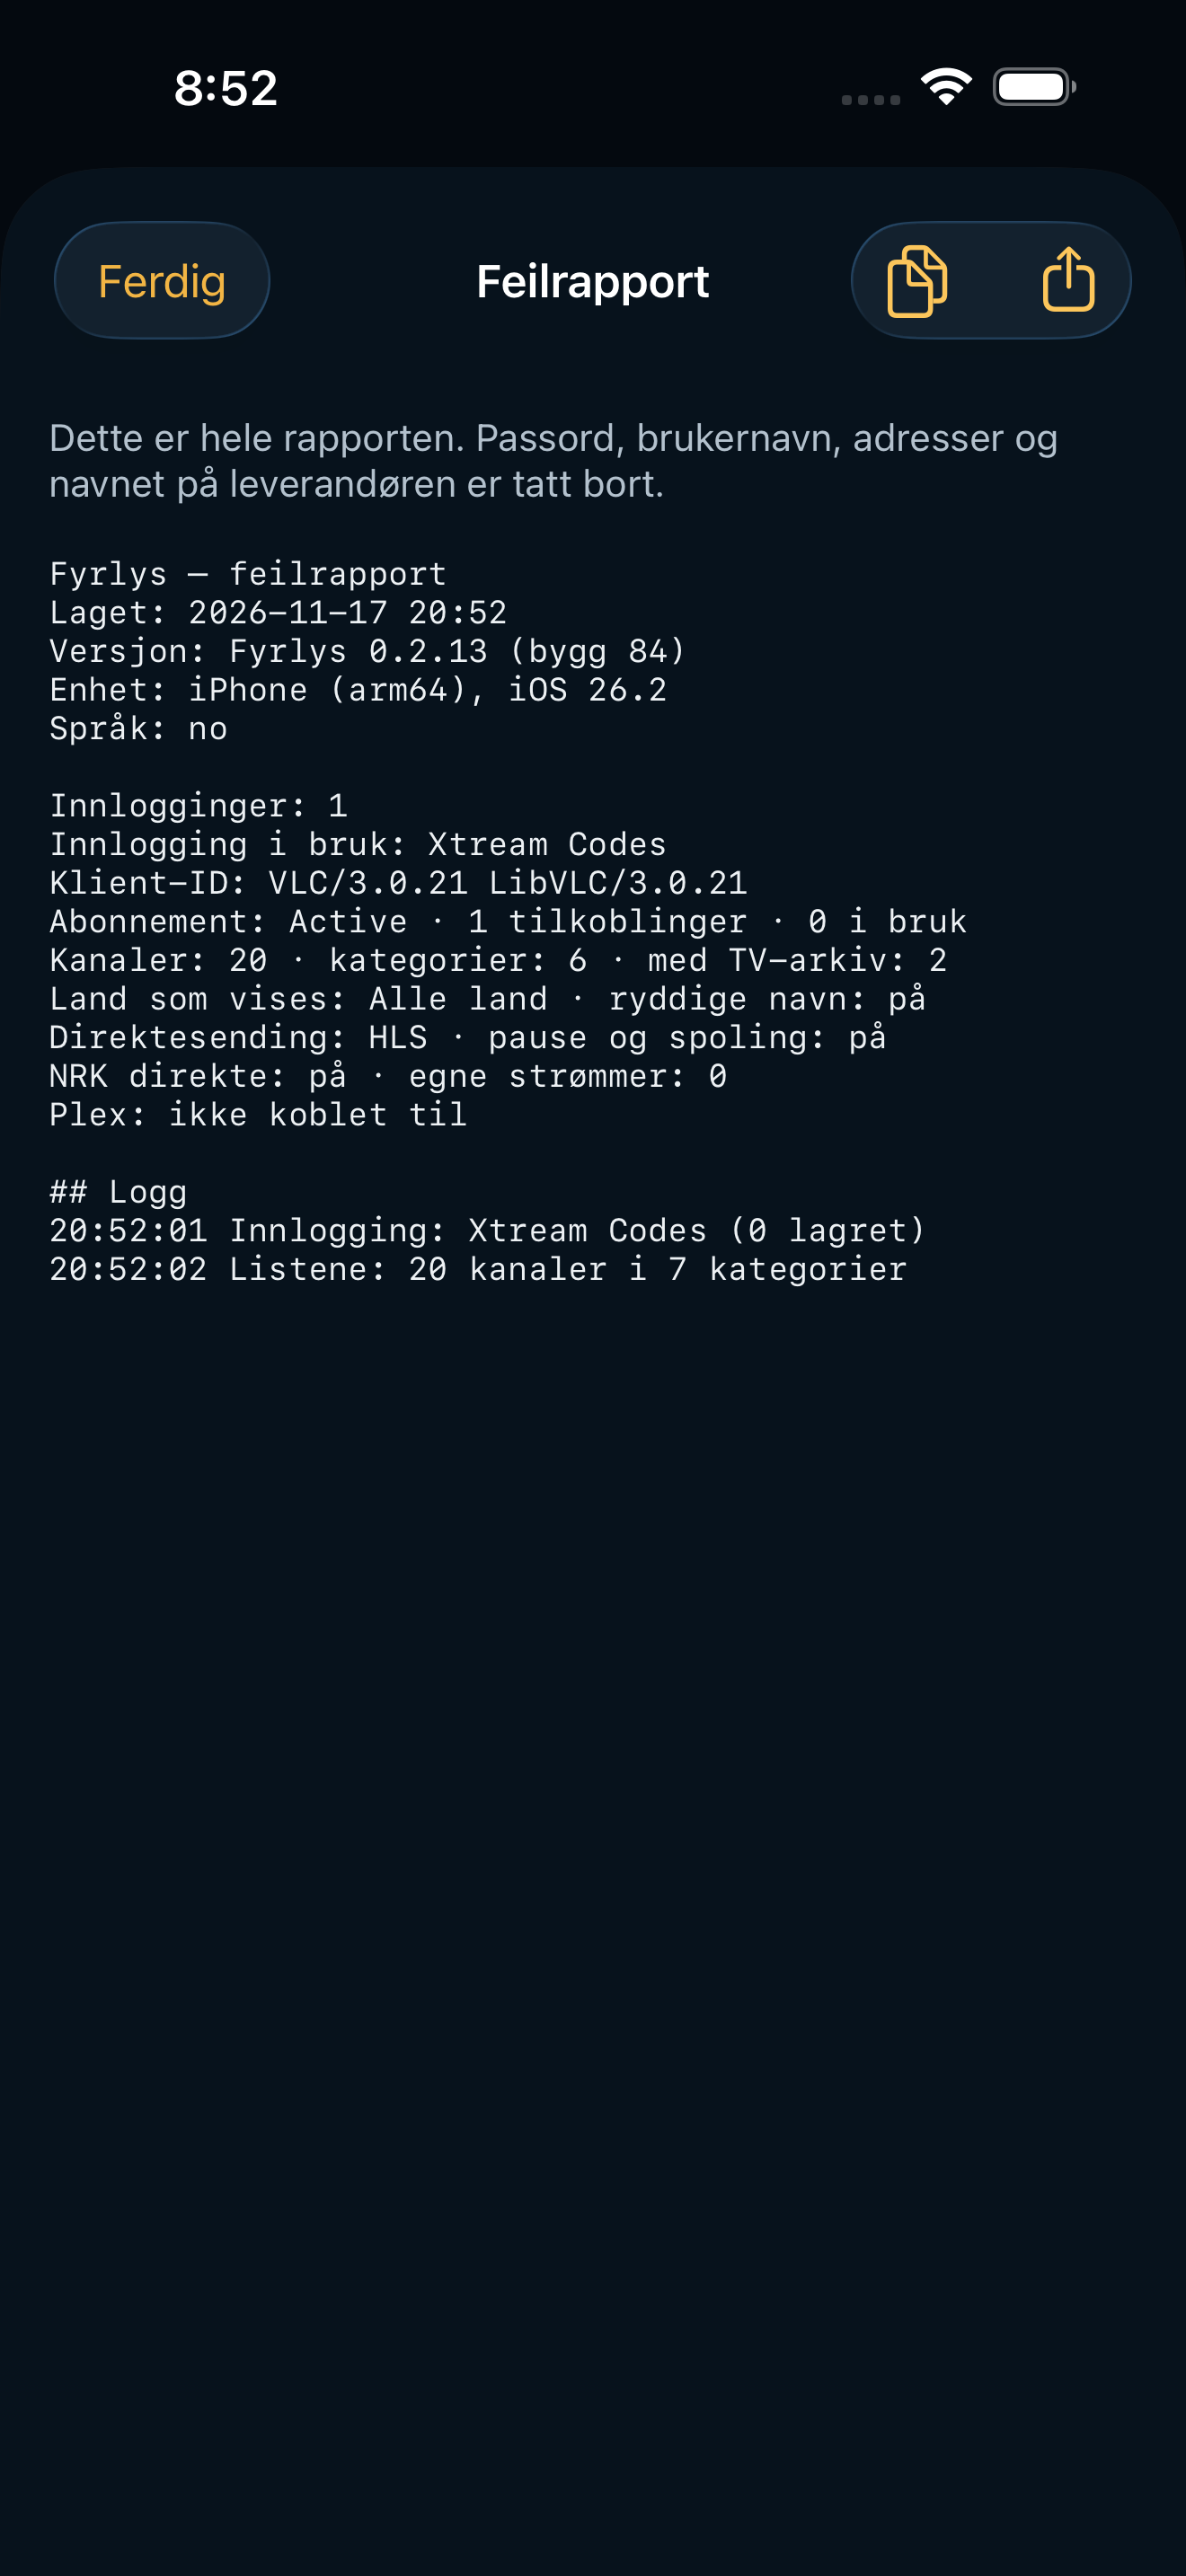 8:52
Ferdig
Feilrapport
Dette er hele rapporten. Passord, brukernavn, adresser og
navnet på leverandøren er tatt bort.
Fyrlys – feilrapport
Laget: 2026-11-17 20:52
Versjon: Fyrlys 0.2.13 (bygg 84)
Enhet: iPhone (arm64), iOS 26.2
Språk: no
Innlogginger: 1
Innlogging i bruk: Xtream Codes
Klient-ID: VLC/3.0.21 LibVLC/3.0.21
Abonnement: Active · 1 tilkoblinger · 0 i bruk
Kanaler: 20 · kategorier: 6 · med TV-arkiv: 2
Land som vises: Alle land · ryddige navn: på
Direktesending: HLS · pause og spoling: på
NRK direkte: på · egne strømmer: 0
Plex: ikke koblet til
## Logg
20:52:01 Innlogging: Xtream Codes (0 lagret)
20:52:02 Listene: 20 kanaler i 7 kategorier